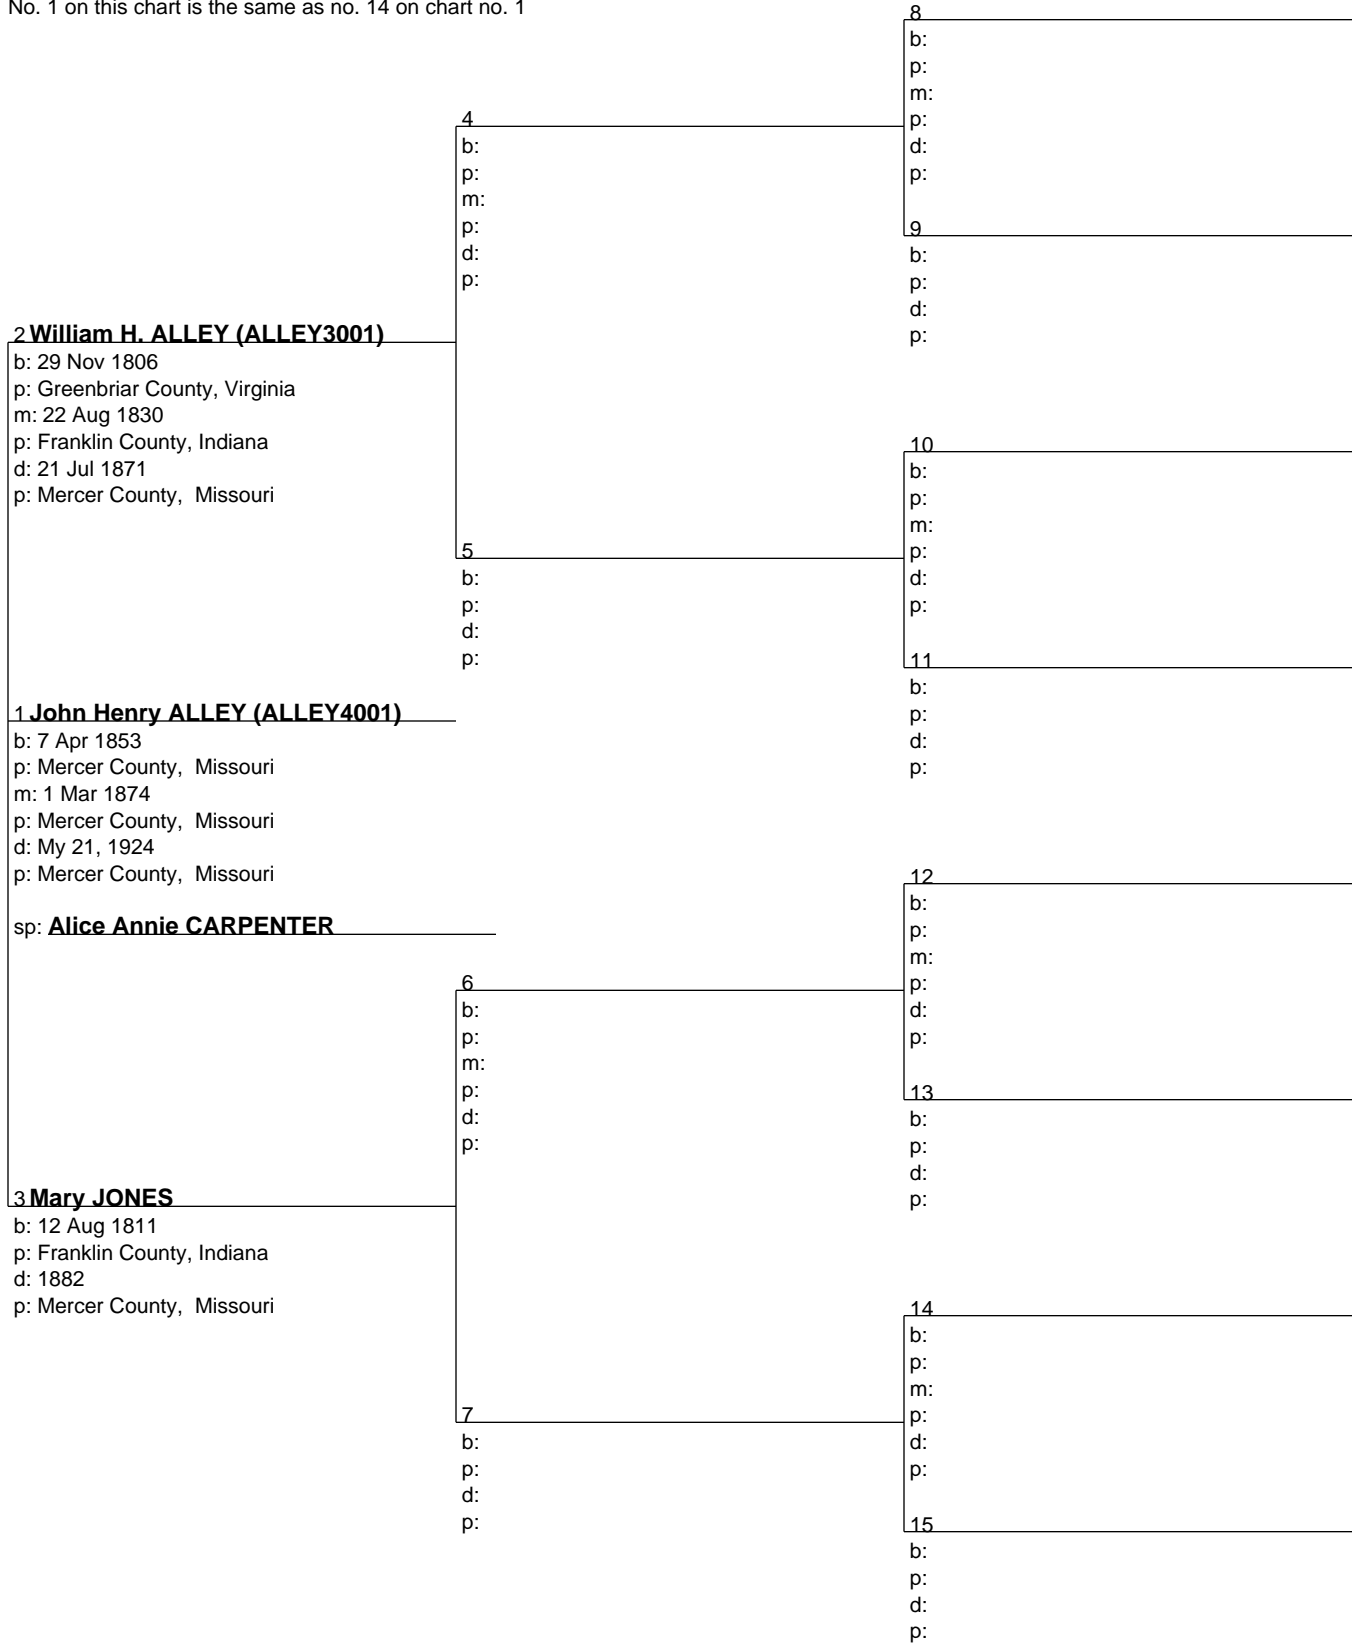 No. 1 on this chart is the same as no. 14 on chart no. 1
2 William H. ALLEY (ALLEY3001)
b: 29 Nov 1806
p: Greenbriar County, Virginia
m: 22 Aug 1830
p: Franklin County, Indiana
d: 21 Jul 1871
p: Mercer County, Missouri
1 John Henry ALLEY (ALLEY4001)
b: 7 Apr 1853
p: Mercer County, Missouri
m: 1 Mar 1874
p: Mercer County, Missouri
d: My 21, 1924
p: Mercer County, Missouri
sp: Alice Annie CARPENTER
3 Mary JONES
b: 12 Aug 1811
p: Franklin County, Indiana
d: 1882
p: Mercer County, Missouri
4
b:
p:
m:
p:
d:
p:
5
b:
p:
d:
p:
6
b:
p:
m:
p:
d:
p:
7
b:
p:
d:
p:
8
b:
p:
m:
p:
d:
p:
9
b:
p:
d:
p:
10
b:
p:
m:
p:
d:
p:
11
b:
p:
d:
p:
12
b:
p:
m:
p:
d:
p:
13
b:
p:
d:
p:
14
b:
p:
m:
p:
d:
p:
15
b:
p:
d:
p: